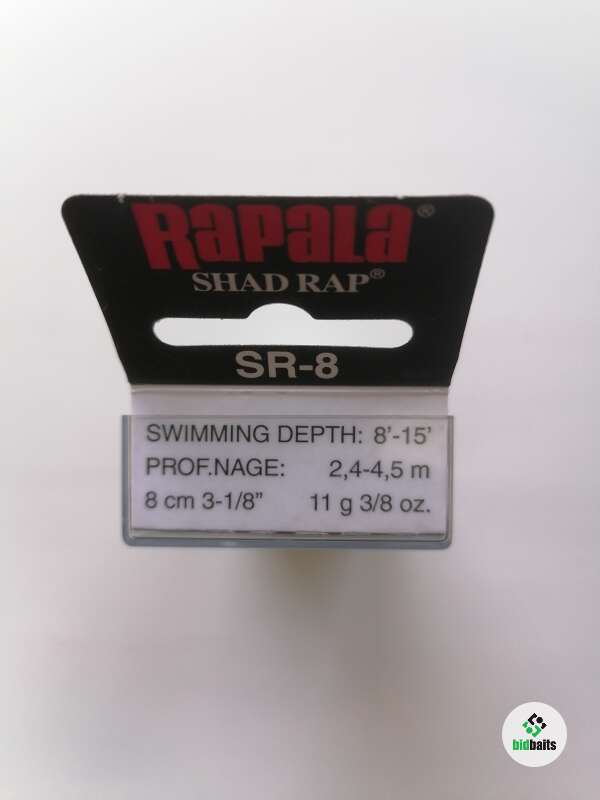 RAPALA®
SHAD RAP®
SR-8
SWIMMING DEPTH: 8'-15'
PROF.NAGE: 2,4-4,5 m
8 cm 3-1/8" 11 g 3/8 oz.
bidbaits